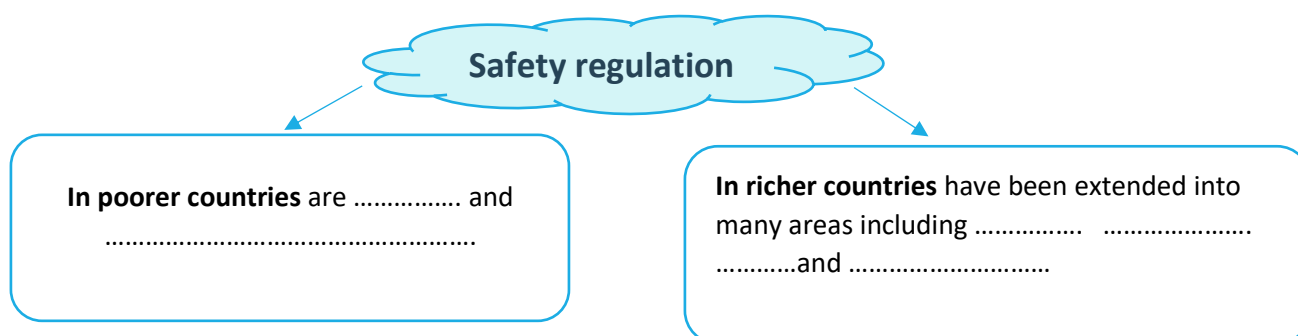 Safety regulation
In poorer countries are ……………. and
……………………………………………….
In richer countries have been extended into
many areas including ……………. ………………….
…………and …………………………